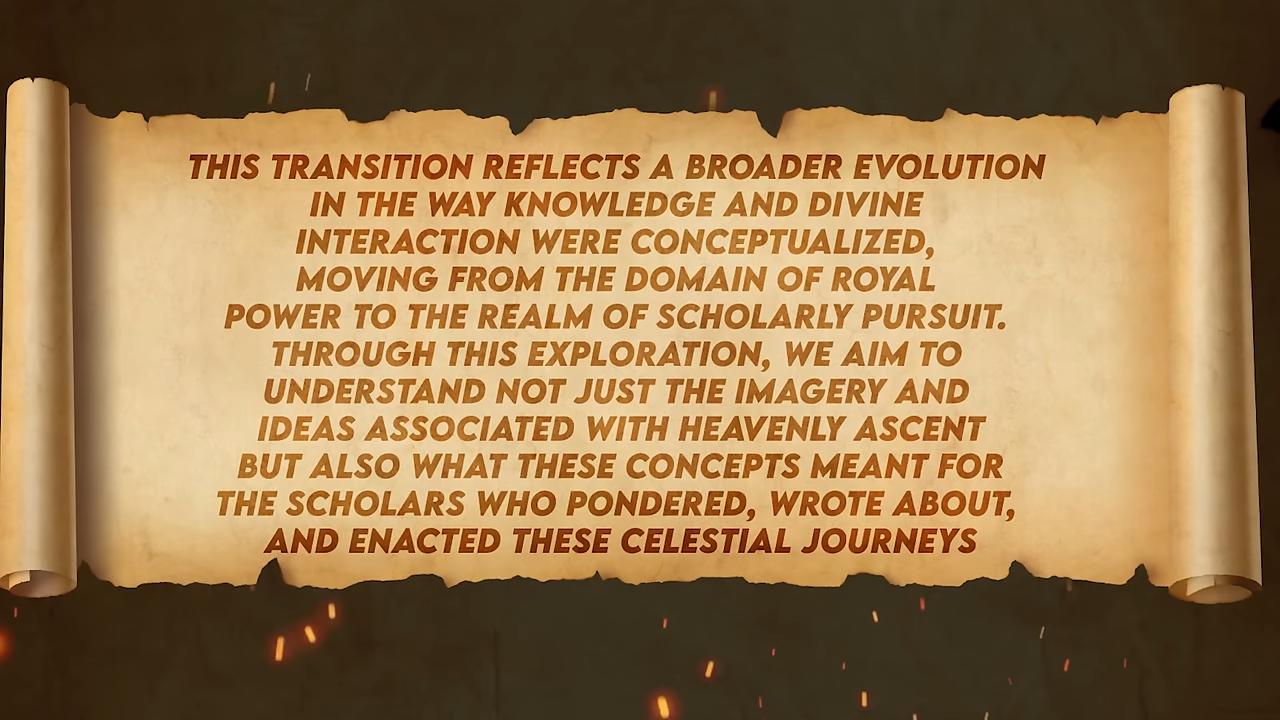 THIS TRANSITION REFLECTS A BROADER EVOLUTION
IN THE WAY KNOWLEDGE AND DIVINE
INTERACTION WERE CONCEPTUALIZED,
MOVING FROM THE DOMAIN OF ROYAL
POWER TO THE REALM OF SCHOLARLY PURSUIT.
THROUGH THIS EXPLORATION, WE AIM TO
UNDERSTAND NOT JUST THE IMAGERY AND
IDEAS ASSOCIATED WITH HEAVENLY ASCENT
BUT ALSO WHAT THESE CONCEPTS MEANT FOR
THE SCHOLARS WHO PONDERED, WROTE ABOUT,
AND ENACTED THESE CELESTIAL JOURNEYS